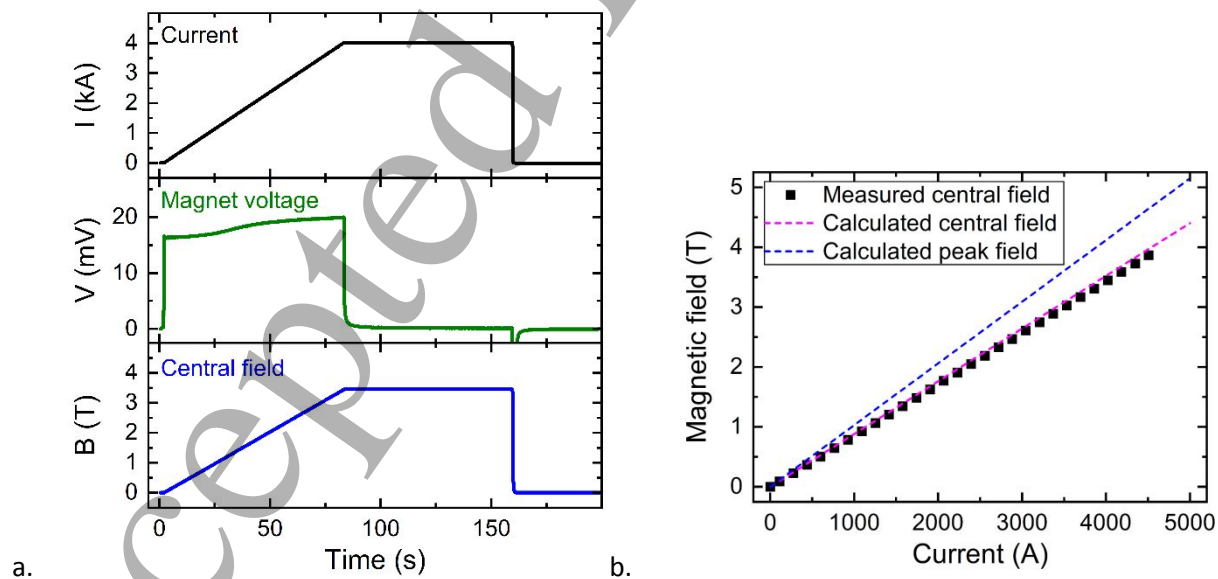 Current
I (kA)
4
3
2
1
0
Magnet voltage
V (mV)
20
10
0
Central field
B (T)
4
3
2
1
0
0 50 100 150
Time (s)
a.
Measured central field
Calculated central field
Calculated peak field
Magnetic field (T)
5
4
3
2
1
0
0 1000 2000 3000 4000 5000
Current (A)
b.
cepted